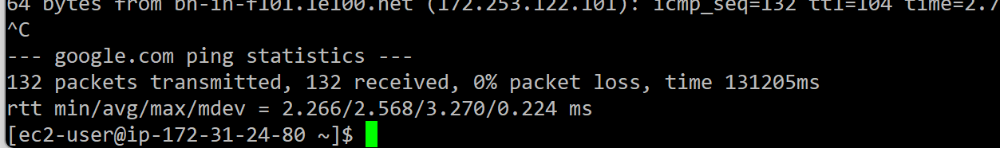 64 bytes from bh-in-f101.1e100.net (172.253.122.101): icmp_seq=132 ttl=104 time=2.7
^C
--- google.com ping statistics ---
132 packets transmitted, 132 received, 0% packet loss, time 131205ms
rtt min/avg/max/mdev = 2.266/2.568/3.270/0.224 ms
[ec2-user@ip-172-31-24-80 ~]$